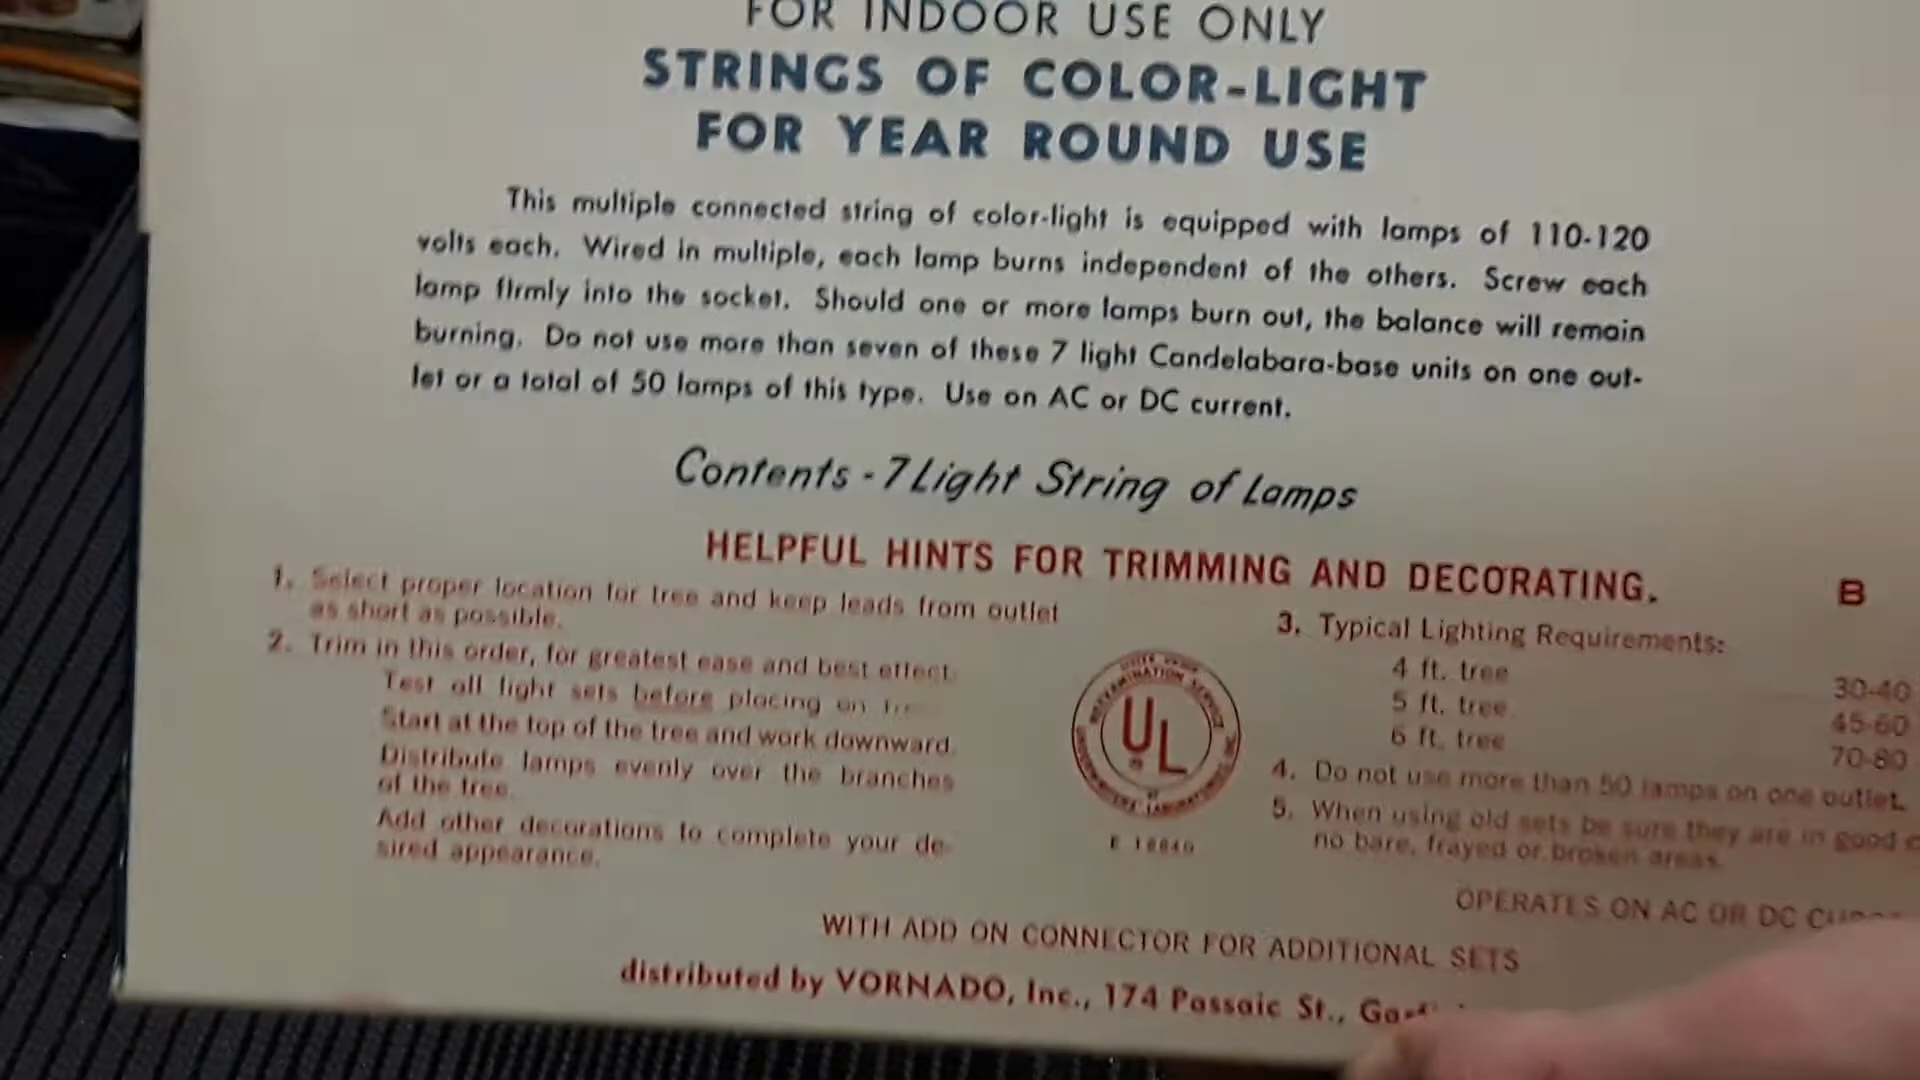 FOR INDOOR USE ONLY
STRINGS OF COLOR-LIGHT
FOR YEAR ROUND USE
This multiple connected string of color-light is equipped with lamps of 110-120
volts each. Wired in multiple, each lamp burns independent of the others. Screw each
lamp firmly into the socket. Should one or more lamps burn out, the balance will remain
burning. Do not use more than seven of these 7 light Candelabara-base units on one out-
let or a total of 50 lamps of this type. Use on AC or DC current.
Contents - 7 Light String of Lamps
HELPFUL HINTS FOR TRIMMING AND DECORATING.
B
1. Select proper location for tree and keep leads from outlet
as short as possible.
2. Trim in this order, for greatest ease and best effect.
Test all light sets before placing on
Start at the top of the tree and work downward.
Distribute lamps evenly over the branches
of the tree.
Add other decorations to complete your de-
sired appearance.
REEXAMINATION SERVICE
UL
UNDERWRITERS LABORATORIES, INC.
3. Typical Lighting Requirements:
4 ft. tree 30-40
5 ft. tree 45-60
6 ft. tree 70-80
4. Do not use more than 50 lamps on one outlet.
5. When using old sets be sure they are in good
no bare, frayed or broken areas.
OPERATES ON AC OR DC
WITH ADD ON CONNECTOR FOR ADDITIONAL SETS
distributed by VORNADO, Inc., 174 Passaic St.,